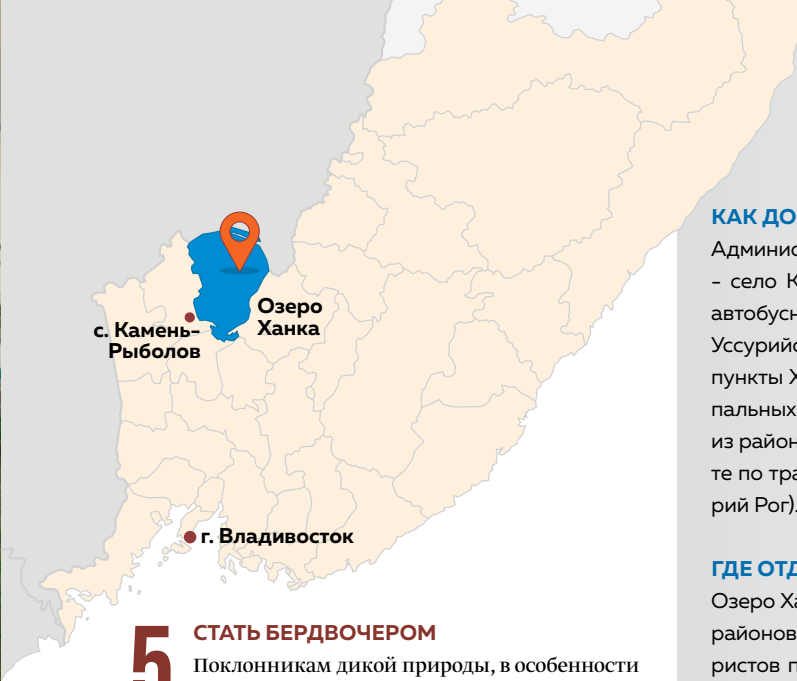 Озеро
Ханка
с. Камень-
Рыболов
г. Владивосток
5
СТАТЬ БЕРДВОЧЕРОМ
Поклонникам дикой природы, в особенности
КАК ДО
Админис
- село К
автобусн
Уссурийс
пункты Х
пальных
из район
те по тра
рий Рог).
ГДЕ ОТД
Озеро Ха
районов
ристов п